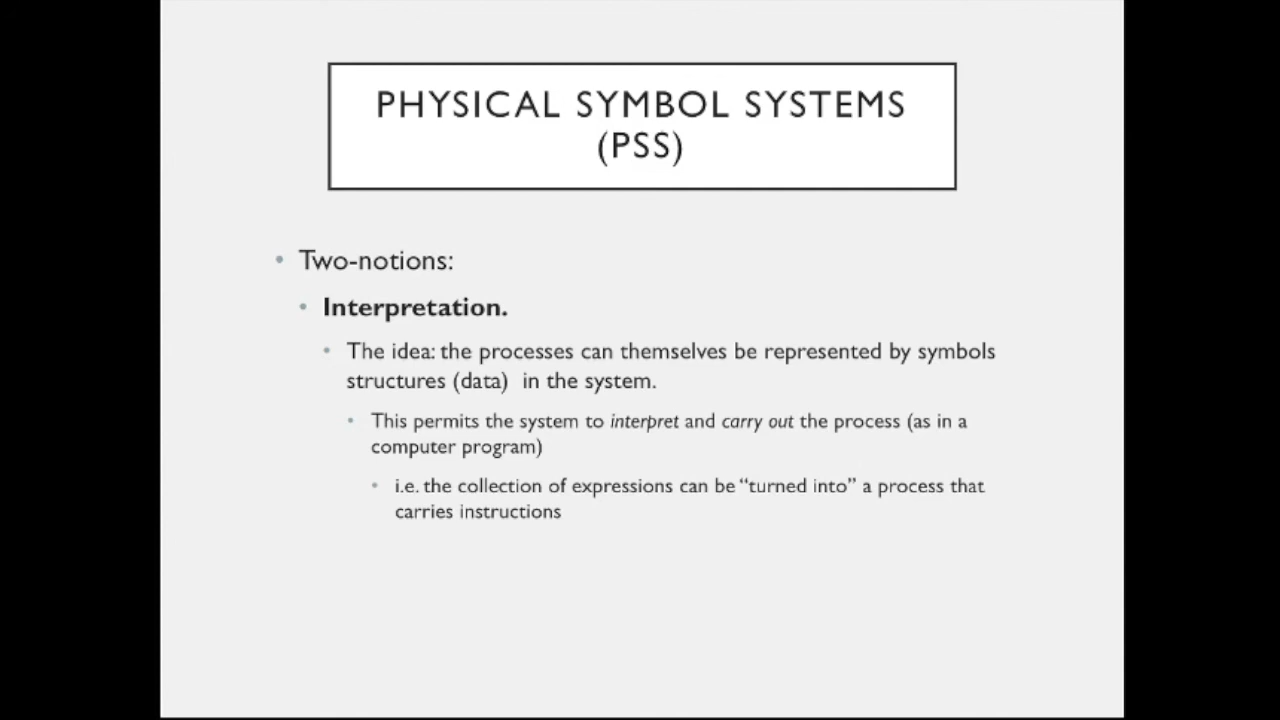 PHYSICAL SYMBOL SYSTEMS
(PSS)
• Two-notions:
• Interpretation.
• The idea: the processes can themselves be represented by symbols
structures (data) in the system.
• This permits the system to interpret and carry out the process (as in a
computer program)
• i.e. the collection of expressions can be “turned into” a process that
carries instructions